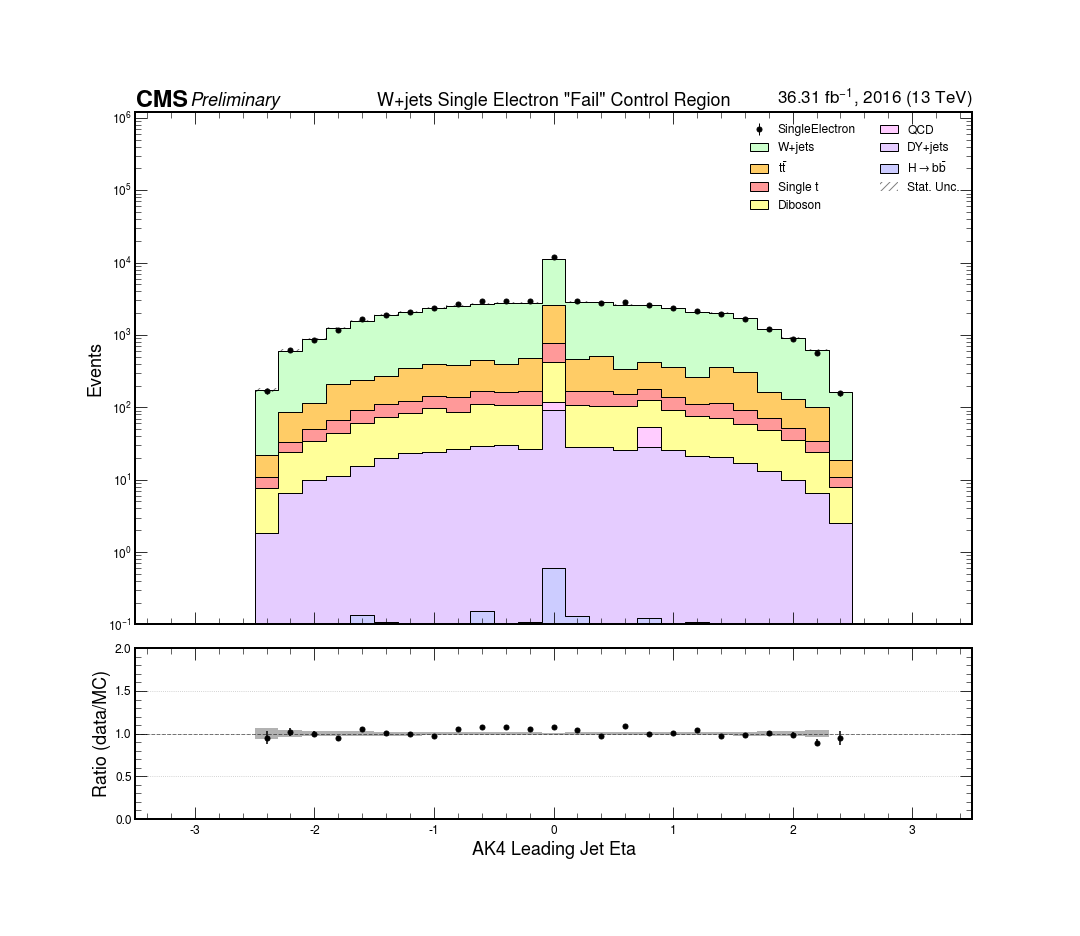 CMS Preliminary W+jets Single Electron "Fail" Control Region 36.31 fb⁻¹, 2016 (13 TeV)
SingleElectron QCD
W+jets DY+jets
tt̄ H→bb̄
Single t Stat. Unc.
Diboson
10⁶
10⁵
10⁴
10³
10²
10¹
10⁰
10⁻¹
Events
2.0
1.5
1.0
0.5
0.0
Ratio (data/MC)
-3 -2 -1 0 1 2 3
AK4 Leading Jet Eta